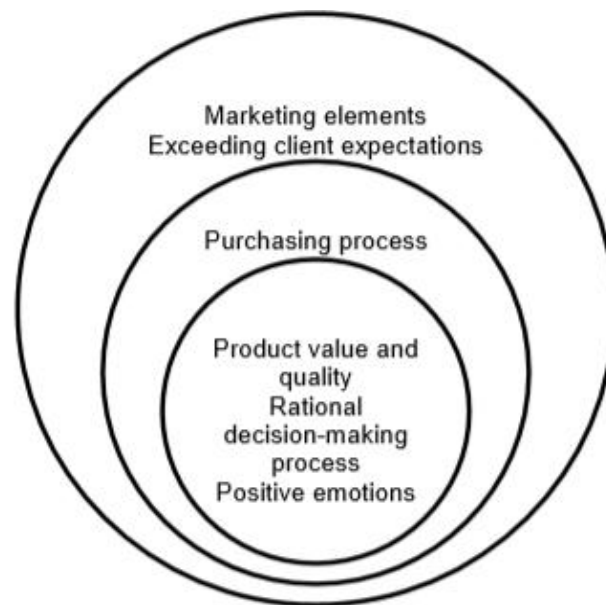 Marketing elements
Exceeding client expectations
Purchasing process
Product value and
quality
Rational
decision-making
process
Positive emotions